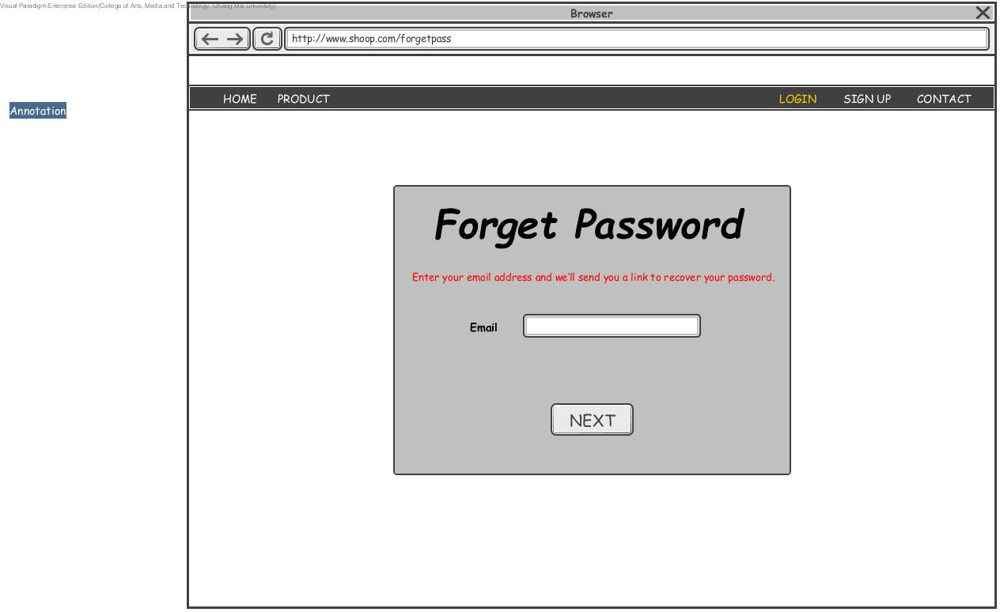 Visual Paradigm Enterprise Edition(College of Arts, Media and Technology, Chiang Mai University)
Browser
http://www.shoop.com/forgetpass
HOME PRODUCT LOGIN SIGN UP CONTACT
Annotation
Forget Password
Enter your email address and we'll send you a link to recover your password.
Email
NEXT